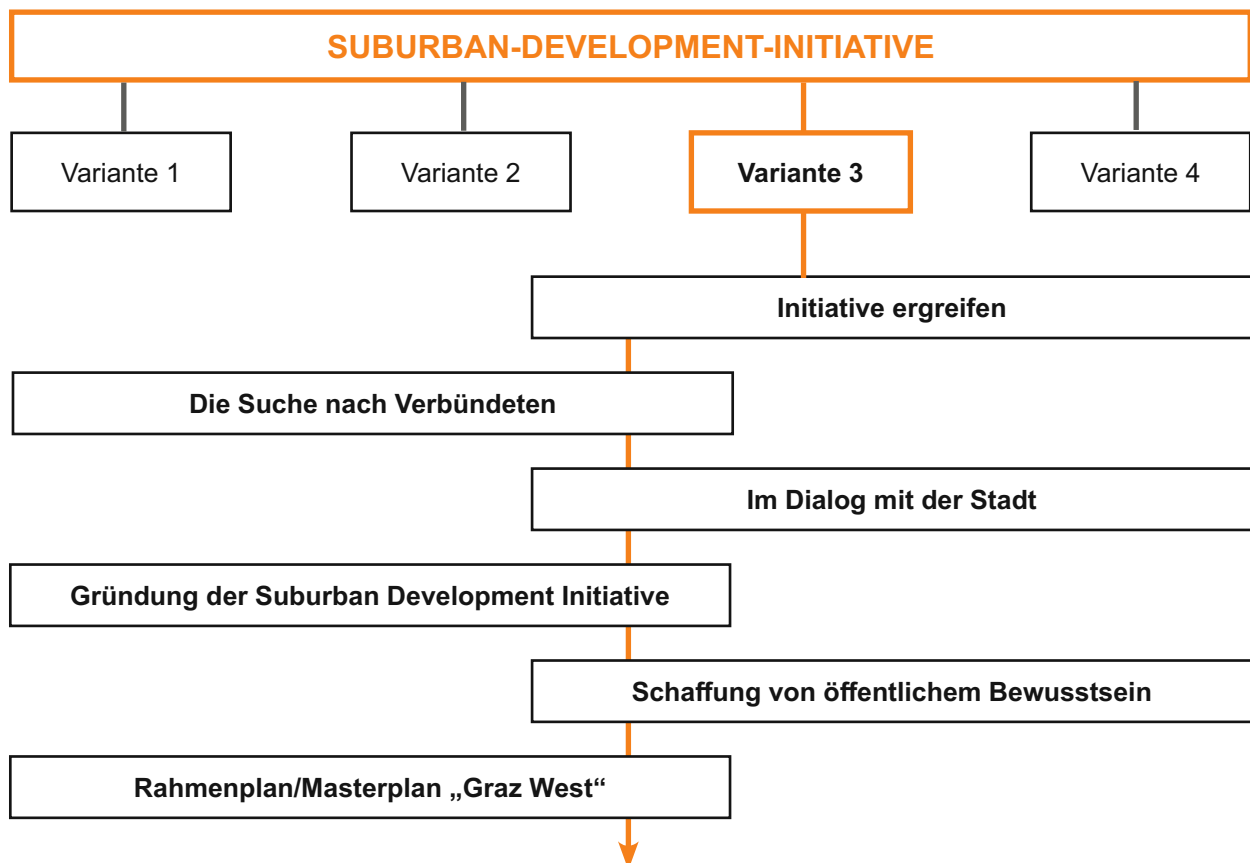 SUBURBAN-DEVELOPMENT-INITIATIVE
Variante 1
Variante 2
Variante 3
Variante 4
Initiative ergreifen
Die Suche nach Verbündeten
Im Dialog mit der Stadt
Gründung der Suburban Development Initiative
Schaffung von öffentlichem Bewusstsein
Rahmenplan/Masterplan „Graz West“